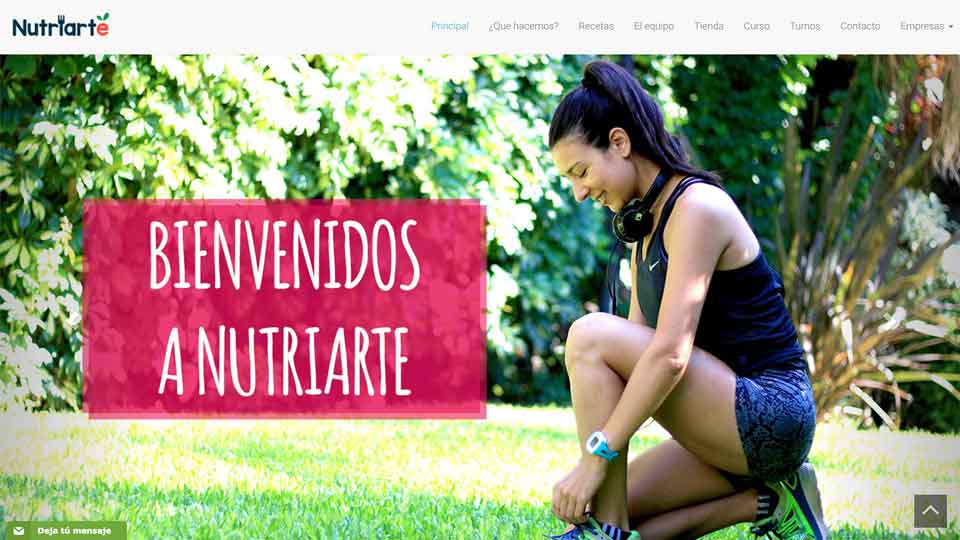 Nutriarte
Principal ¿Que hacemos? Recetas El equipo Tienda Curso Turnos Contacto Empresas
BIENVENIDOS
A NUTRIARTE
Deja tú mensaje